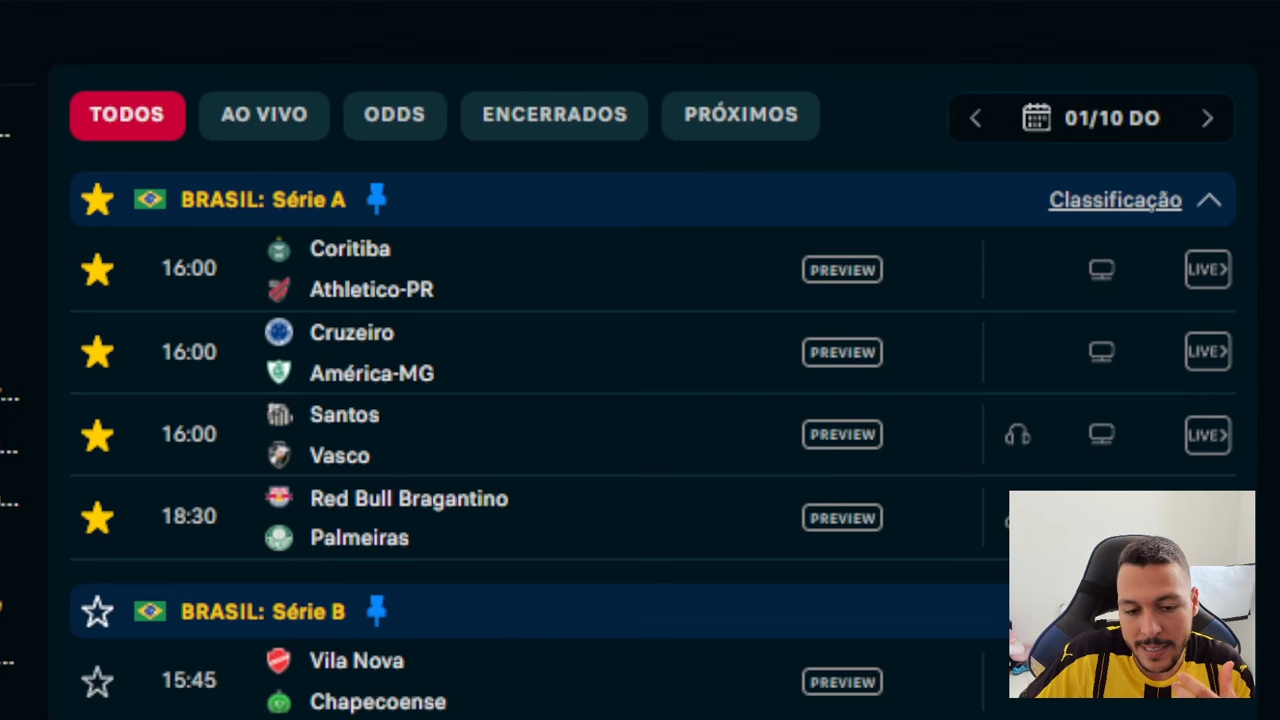 TODOS AO VIVO ODDS ENCERRADOS PRÓXIMOS 01/10 DO
BRASIL: Série A Classificação
16:00 Coritiba PREVIEW LIVE
Athletico-PR
16:00 Cruzeiro PREVIEW LIVE
América-MG
16:00 Santos PREVIEW LIVE
Vasco
18:30 Red Bull Bragantino PREVIEW
Palmeiras
BRASIL: Série B
15:45 Vila Nova PREVIEW
Chapecoense